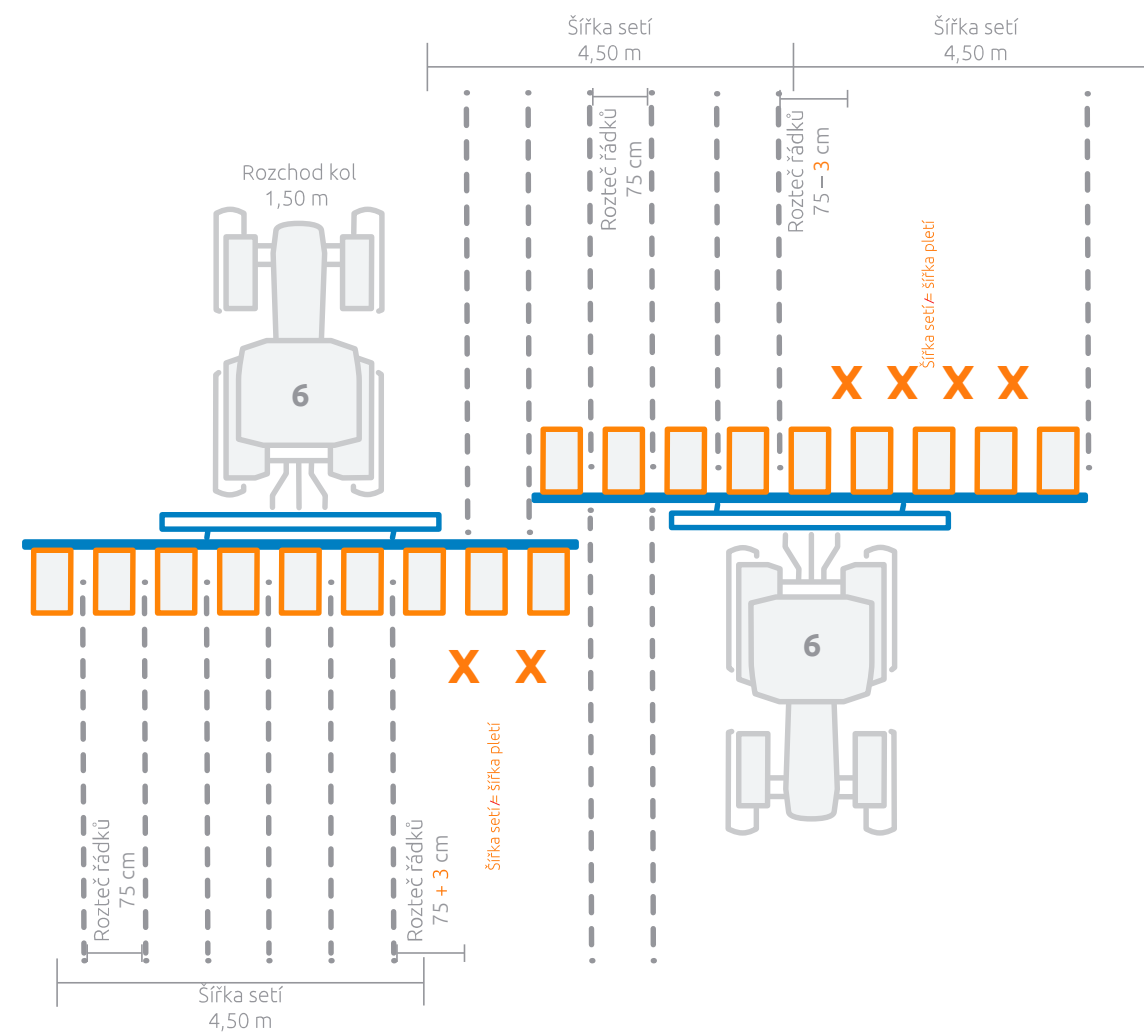 Šířka setí
4,50 m
Šířka setí
4,50 m
Rozteč řádků
75 cm
Rozteč řádků
75 – 3 cm
Rozchod kol
1,50 m
Šířka setí ≠ šířka pletí
X X X X
6
6
X X
Šířka setí ≠ šířka pletí
Rozteč řádků
75 cm
Rozteč řádků
75 + 3 cm
Šířka setí
4,50 m